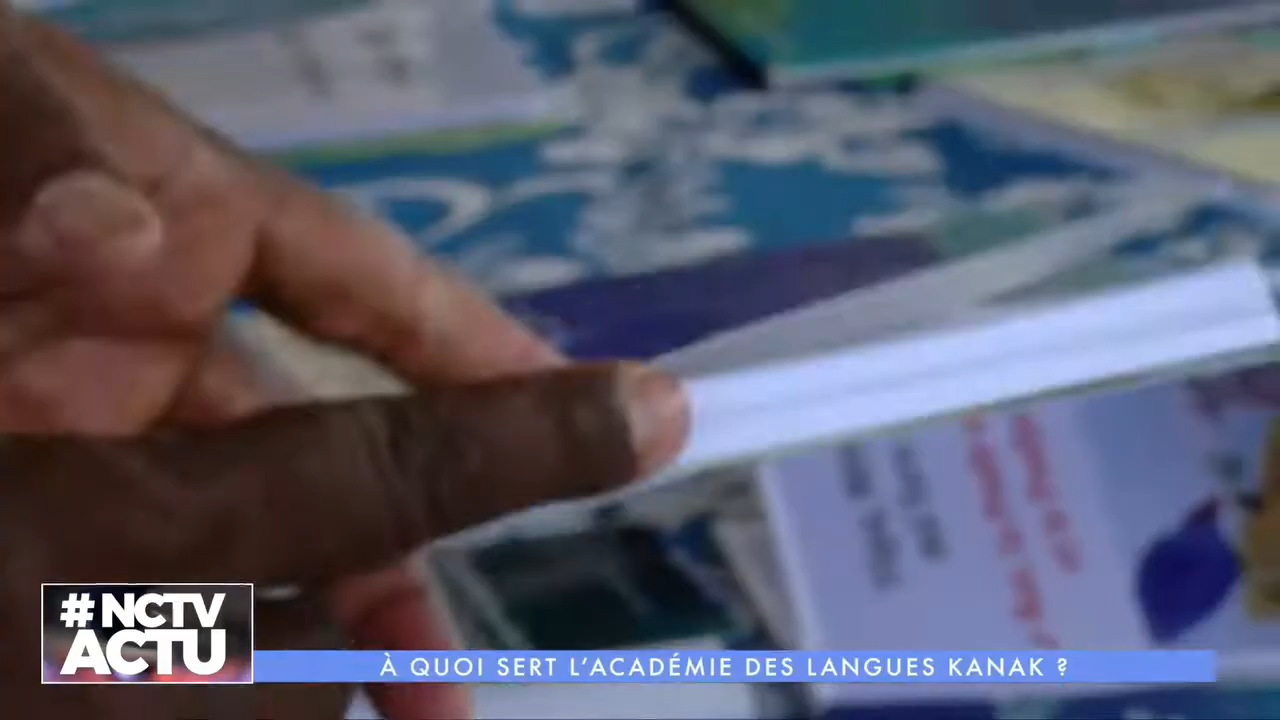 #NCTV
ACTU
À QUOI SERT L'ACADÉMIE DES LANGUES KANAK ?